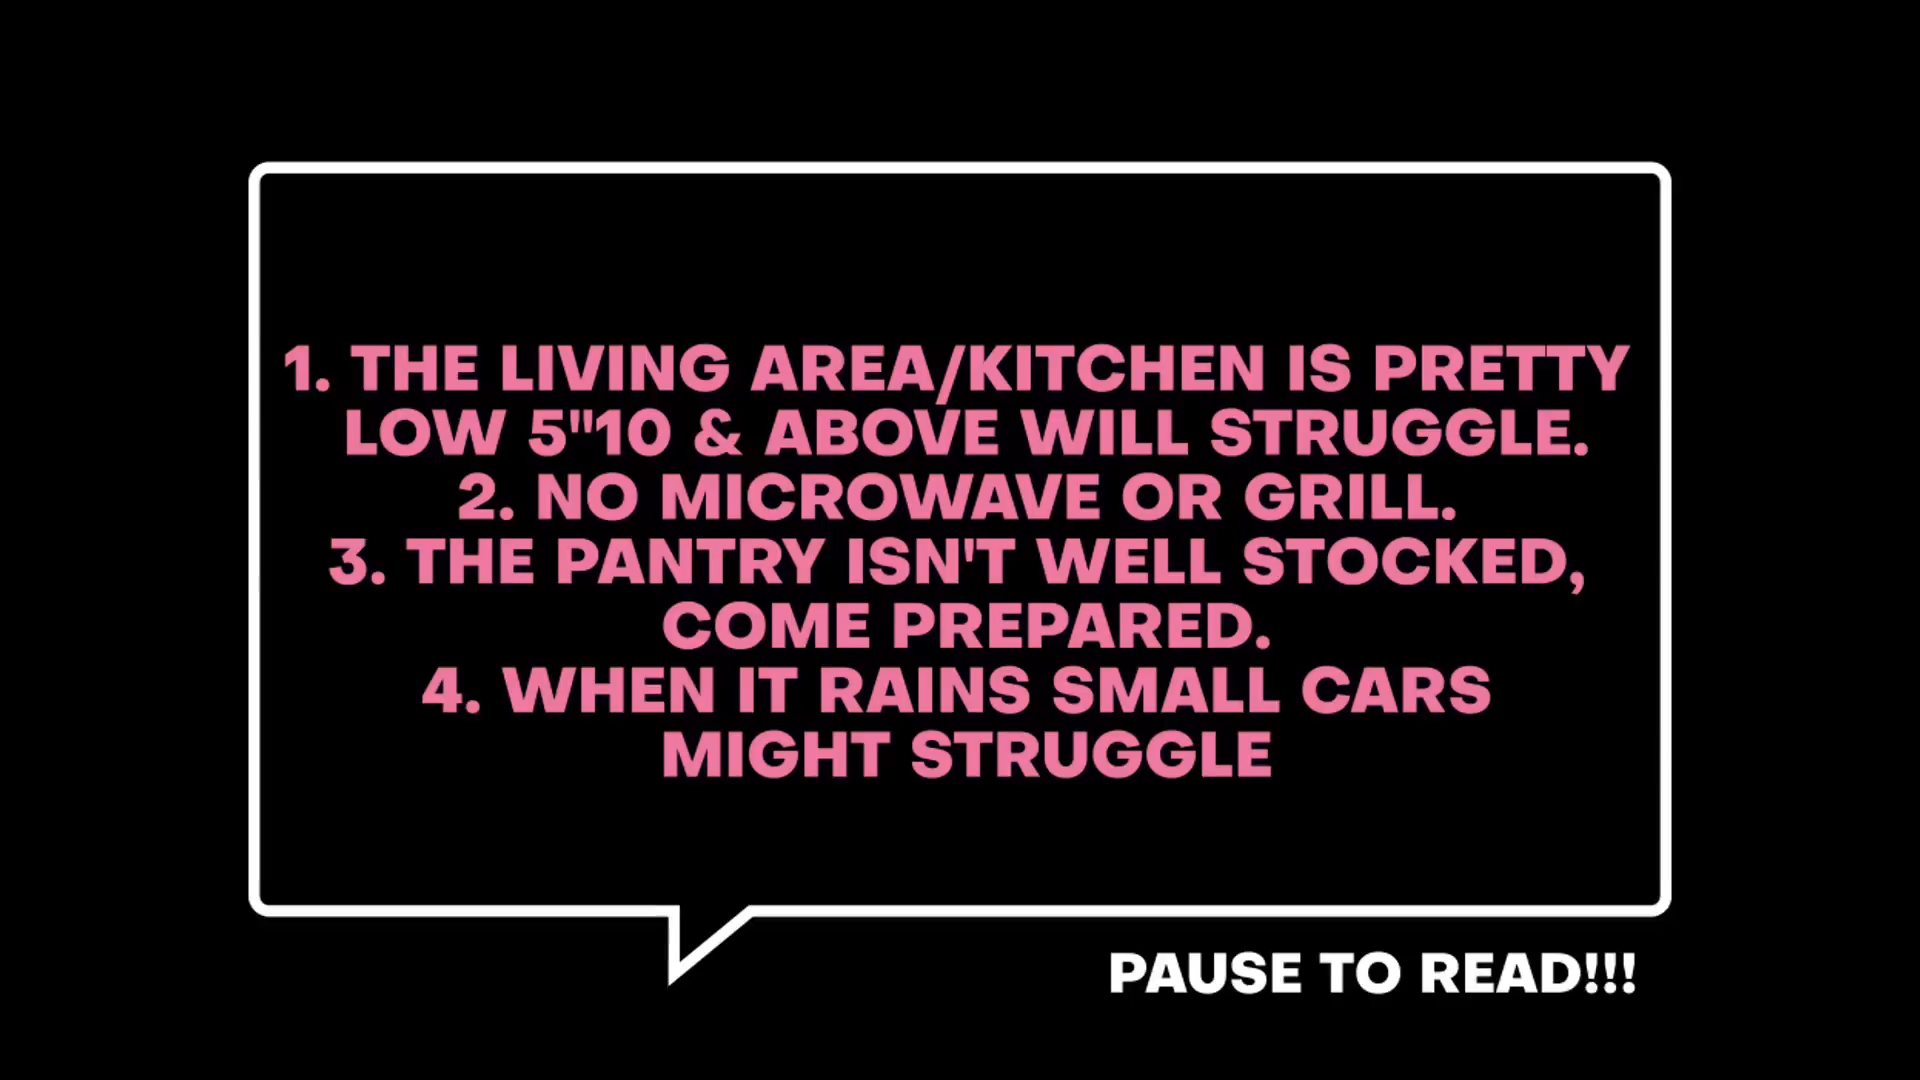 1. THE LIVING AREA/KITCHEN IS PRETTY
LOW 5"10 & ABOVE WILL STRUGGLE.
2. NO MICROWAVE OR GRILL.
3. THE PANTRY ISN'T WELL STOCKED,
COME PREPARED.
4. WHEN IT RAINS SMALL CARS
MIGHT STRUGGLE
PAUSE TO READ!!!